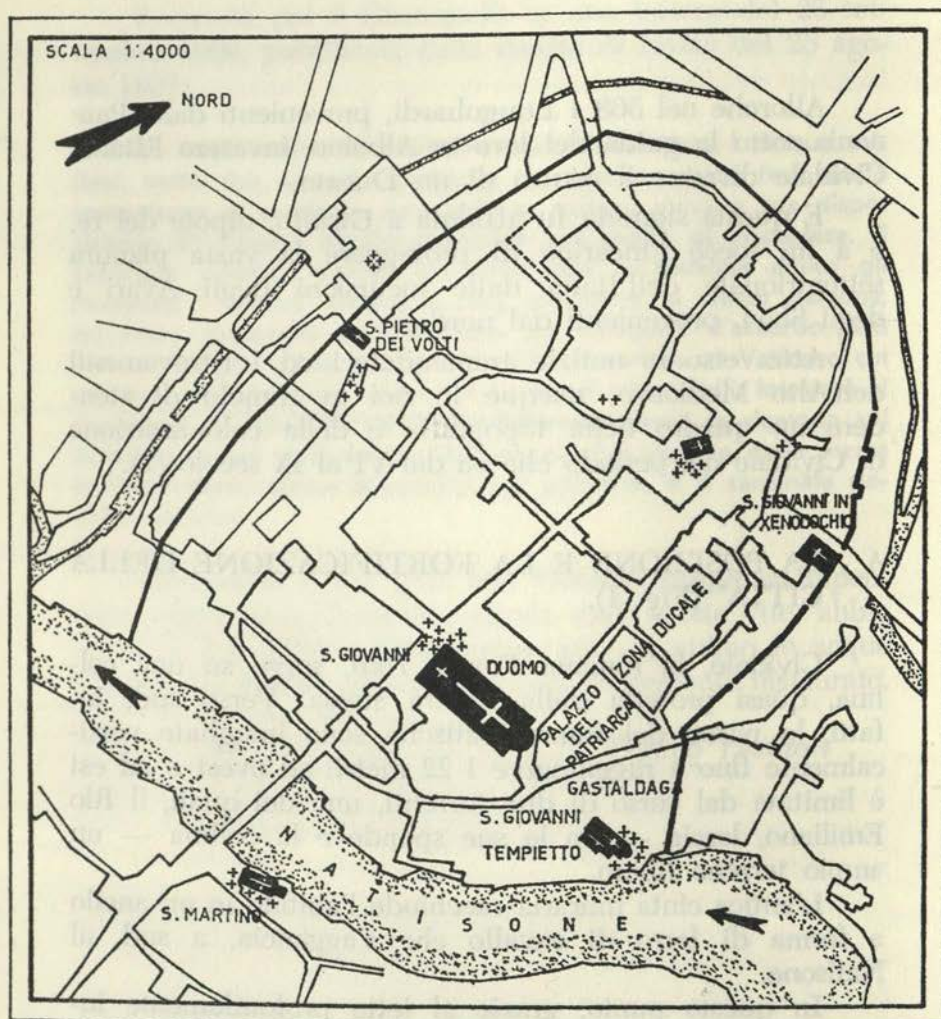 SCALA 1:4000
NORD
S. PIETRO
DEI VOLTI
S. GIOVANNI IN
XENODOCHIO
S. GIOVANNI
DUOMO
PALAZZO
DEL
PATRIARCA
ZONA
DUCALE
GASTALDAGA
S. GIOVANNI
TEMPIETTO
S. MARTINO
NATISONE